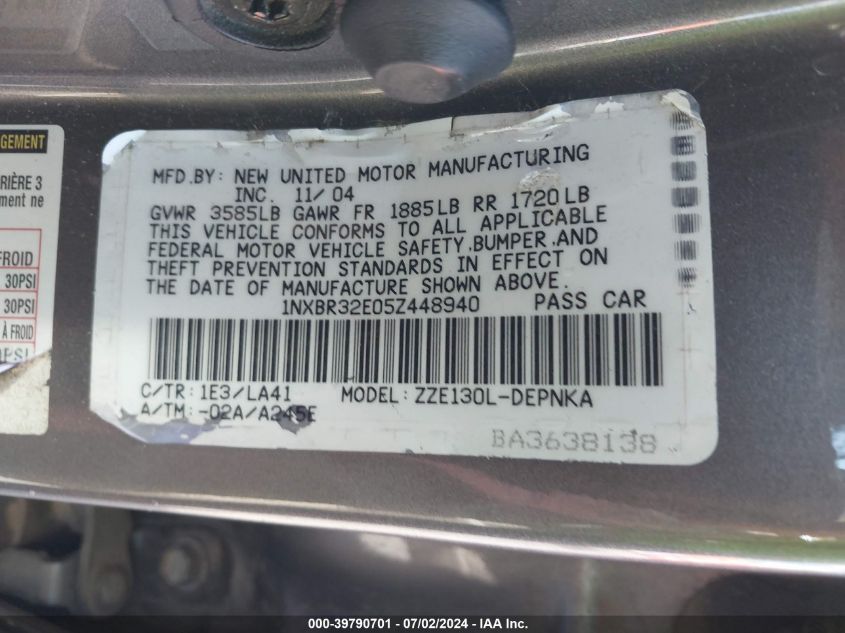 GEMENT
RIÈRE 3
ment ne
FROID
30PSI
30PSI
À FROID
MFD.BY: NEW UNITED MOTOR MANUFACTURING
INC. 11/04
GVWR 3585LB GAWR FR 1885LB RR 1720LB
THIS VEHICLE CONFORMS TO ALL APPLICABLE
FEDERAL MOTOR VEHICLE SAFETY,BUMPER,AND
THEFT PREVENTION STANDARDS IN EFFECT ON
THE DATE OF MANUFACTURE SHOWN ABOVE.
1NXBR32E05Z448940 PASS CAR
C/TR:1E3/LA41 MODEL:ZZE130L-DEPNKA
A/TM:-02A/A245E
BA3638138
000-39790701 / 07/02/2024 - IAA Inc.